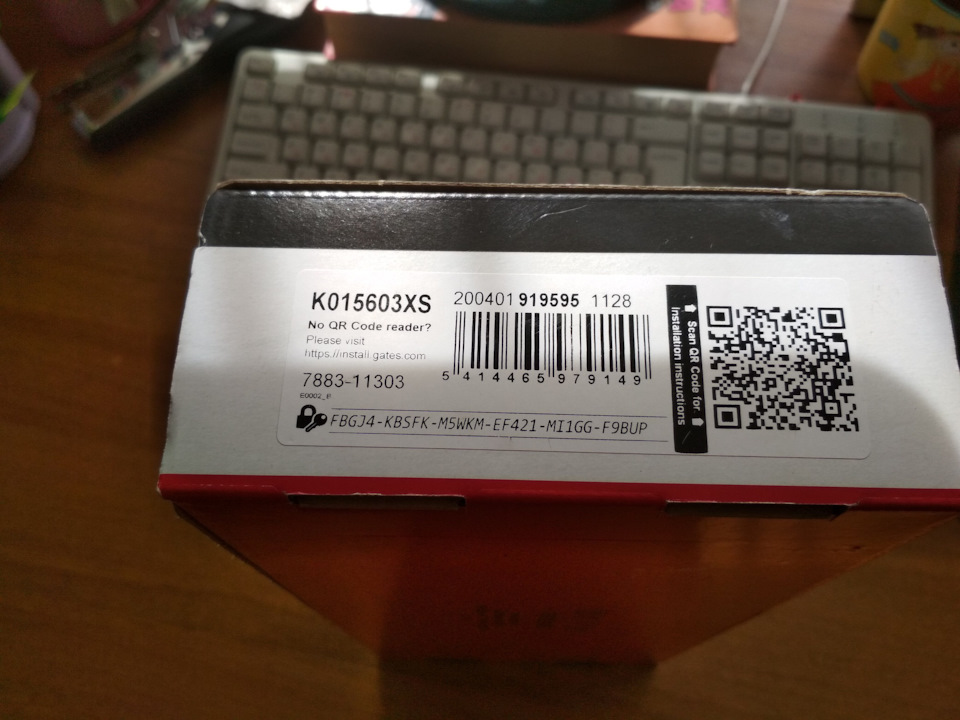 K015603XS
200401 919595 1128
No QR Code reader?
Please visit
https://install.gates.com
5 414465 979149
7883-11303
E0002_P
FBGJ4-KBSFK-M5WKM-EF421-MI1GG-F9BUP
Scan QR Code for
Installation instructions